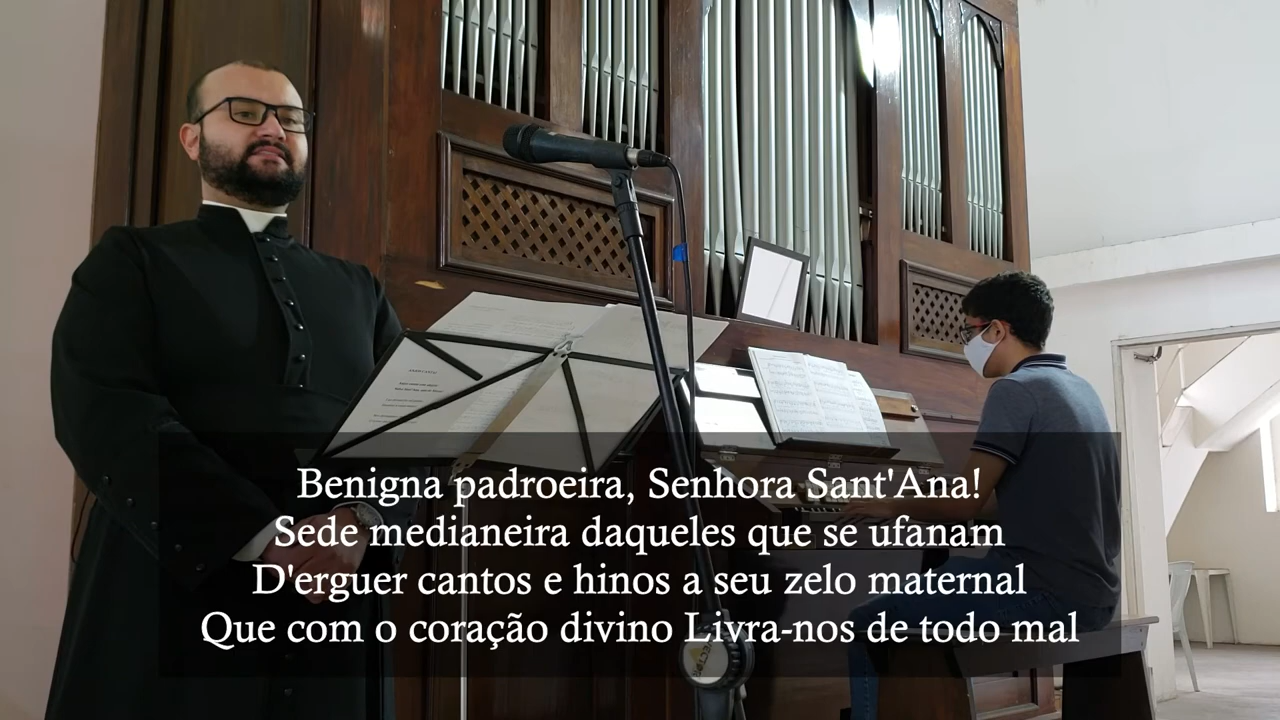 Benigna padroeira, Senhora Sant'Ana!
Sede medianeira daqueles que se ufanam
D'erguer cantos e hinos a seu zelo maternal
Que com o coração divino Livra-nos de todo mal